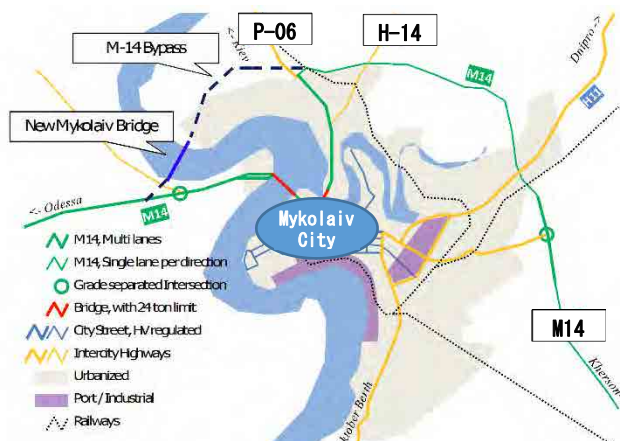 P-06
H-14
M-14 Bypass
<- Kiev
Dnipro ->
M14
H11
New Mykolaiv Bridge
<- Odessa
M14
Mykolaiv
City
M14, Multi lanes
M14, Single lane per direction
Grade separated Intersection
Bridge, with 24 ton limit
City Street, HV regulated
Intercity Highways
Urbanized
Port / Industrial
Railways
M14
Kherson
Berth